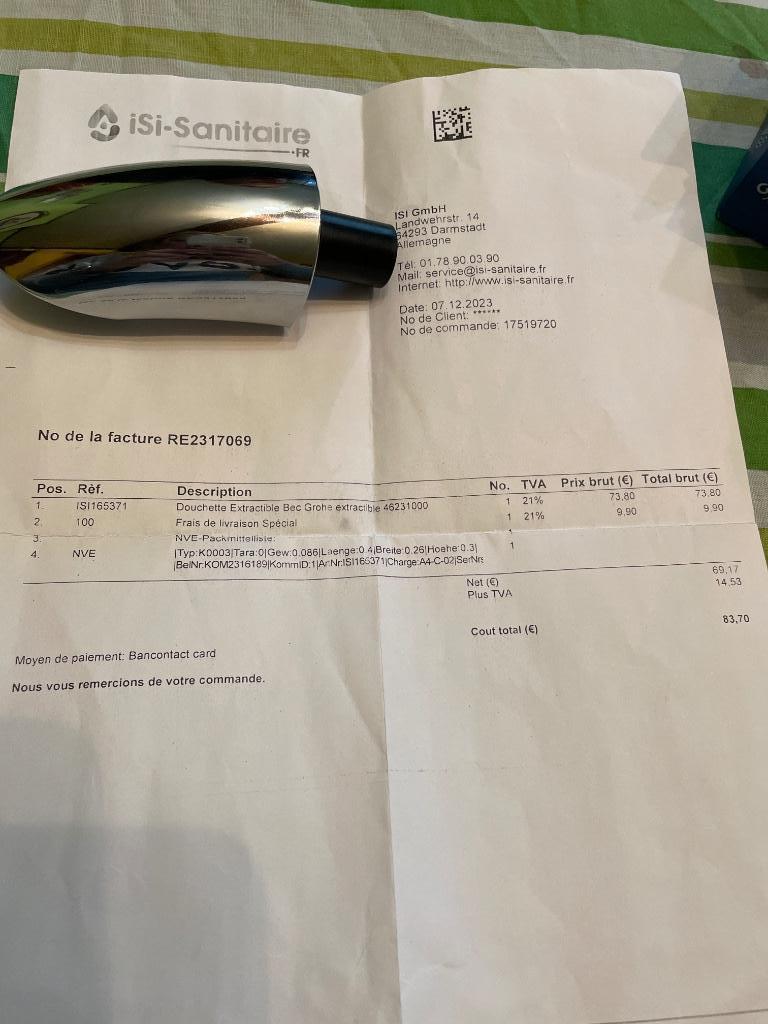 iSi-Sanitaire
.FR
ISI GmbH
Landwehrstr. 14
64293 Darmstadt
Allemagne
Tél: 01.78.90.03.90
Mail: service@isi-sanitaire.fr
Internet: http://www.isi-sanitaire.fr
Date: 07.12.2023
No de Client: ******
No de commande: 17519720
No de la facture RE2317069
Pos. Rèf. Description No. TVA Prix brut (€) Total brut (€)
1. ISI165371 Douchette Extractible Bec Grohe extractible 46231000 1 21% 73,80 73,80
2. 100 Frais de livraison Spécial 1 21% 9,90 9,90
3. NVE-Packmittelliste: 1
4. NVE |Typ:K0003|Tara:0|Gew:0.086|Laenge:0.4|Breite:0.26|Hoehe:0.3| 1
|BelNr:KOM2316189|KommID:1|ArNr:ISI165371|Charge:A4-C-02|SerNrs
Net (€) 69,17
Plus TVA 14,53
Cout total (€) 83,70
Moyen de paiement: Bancontact card
Nous vous remercions de votre commande.